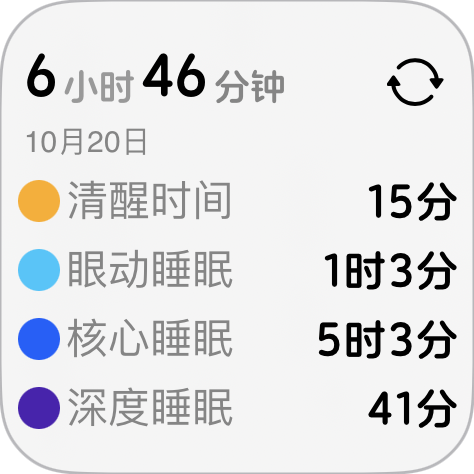 6 小时 46 分钟
10月20日
清醒时间 15分
眼动睡眠 1时3分
核心睡眠 5时3分
深度睡眠 41分